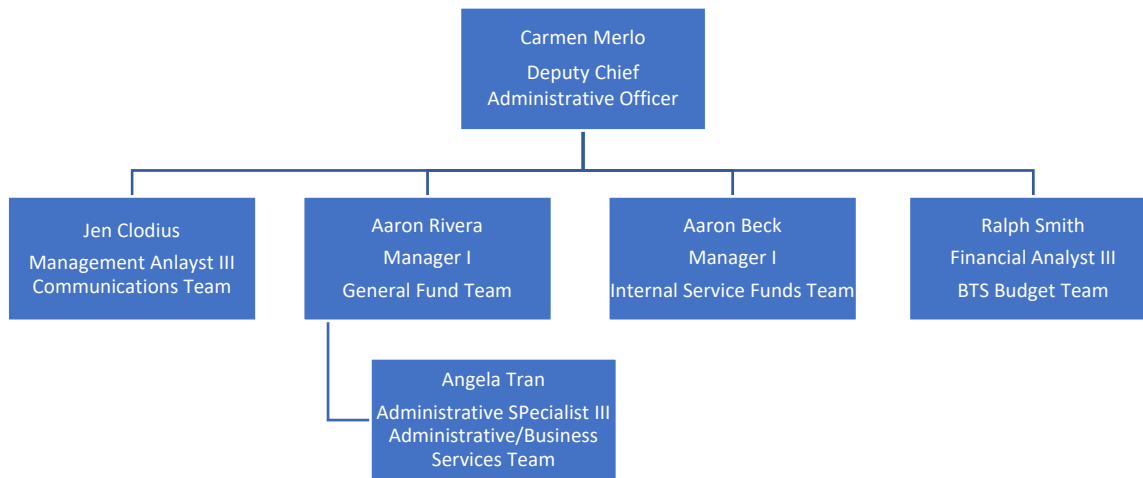 Carmen Merlo
Deputy Chief
Administrative Officer
Jen Clodius
Management Anlayst III
Communications Team
Aaron Rivera
Manager I
General Fund Team
Aaron Beck
Manager I
Internal Service Funds Team
Ralph Smith
Financial Analyst III
BTS Budget Team
Angela Tran
Administrative SPecialist III
Administrative/Business
Services Team